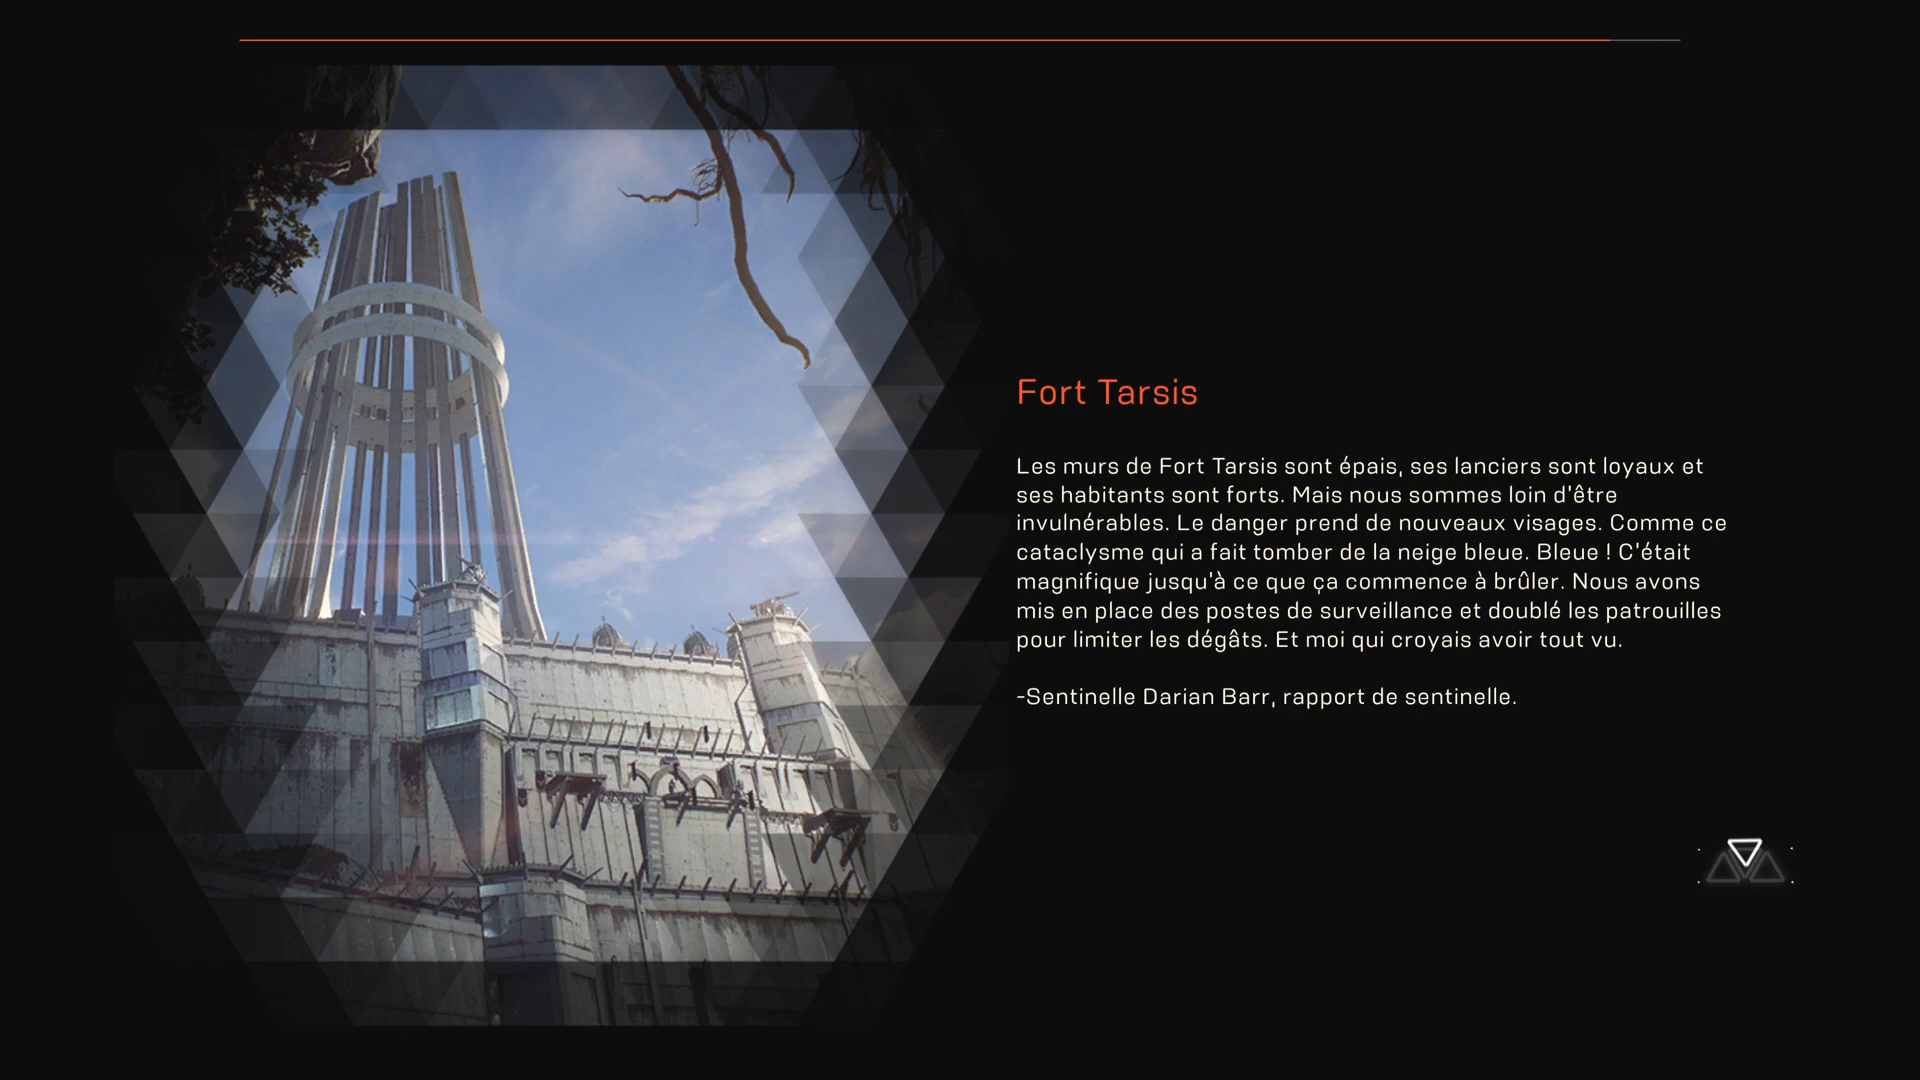 Fort Tarsis
Les murs de Fort Tarsis sont épais, ses lanciers sont loyaux et
ses habitants sont forts. Mais nous sommes loin d'être
invulnérables. Le danger prend de nouveaux visages. Comme ce
cataclysme qui a fait tomber de la neige bleue. Bleue ! C'était
magnifique jusqu'à ce que ça commence à brûler. Nous avons
mis en place des postes de surveillance et doublé les patrouilles
pour limiter les dégâts. Et moi qui croyais avoir tout vu.
-Sentinelle Darian Barr, rapport de sentinelle.